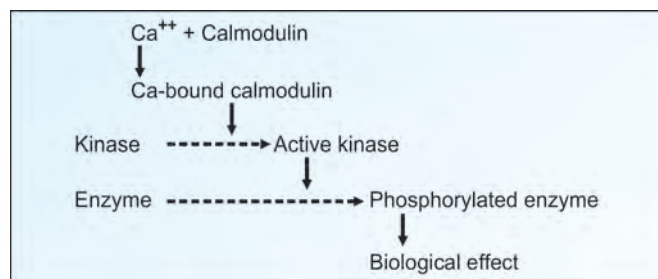 Ca++ + Calmodulin
Ca-bound calmodulin
Kinase Active kinase
Enzyme Phosphorylated enzyme
Biological effect